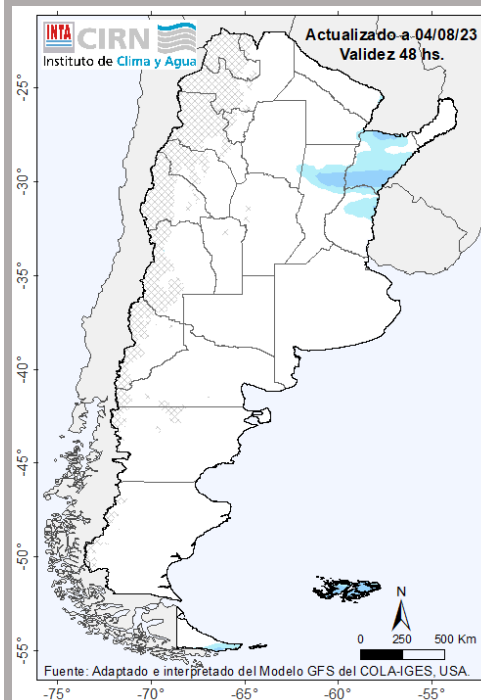 INTA CIRN
Instituto de Clima y Agua
Actualizado a 04/08/23
Validez 48 hs.
-25°
-30°
-35°
-40°
-45°
-50°
-55°
N
0 250 500 Km
Fuente: Adaptado e interpretado del Modelo GFS del COLA-IGES, USA.
-75° -70° -65° -60° -55°